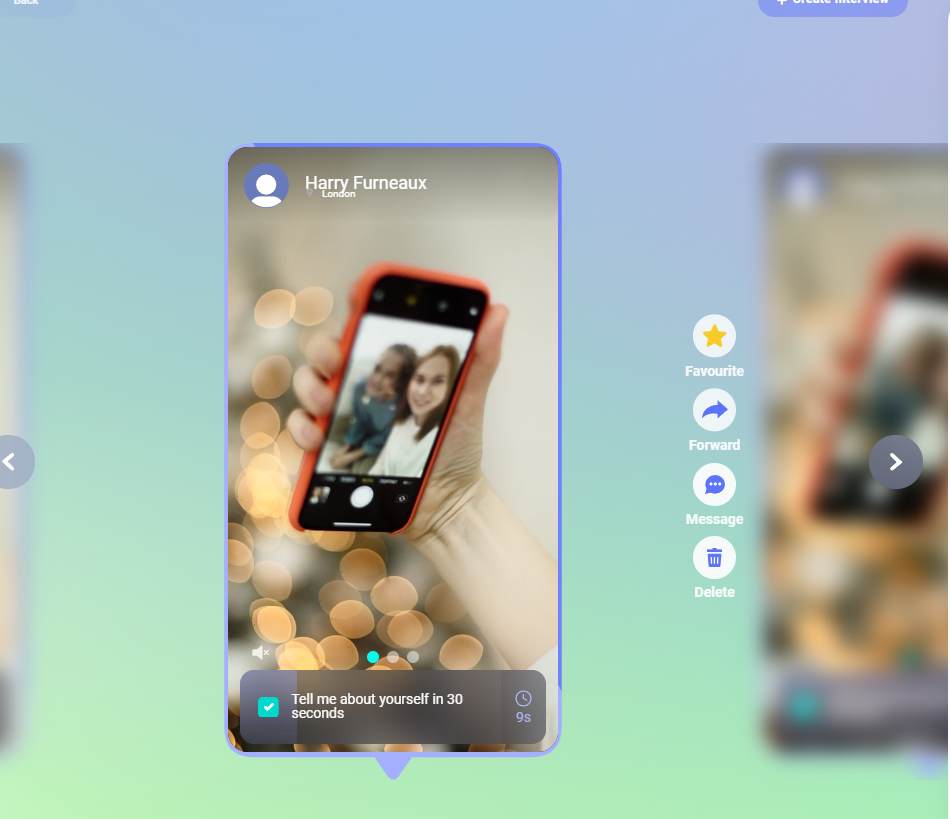 Back
+ Create Interview
Harry Furneaux
London
Favourite
Forward
Message
Delete
Tell me about yourself in 30
seconds
9s